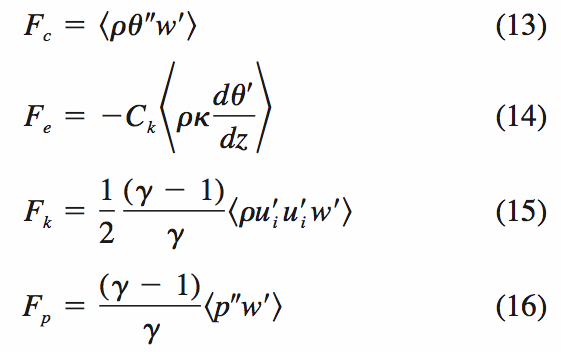 F_c = ⟨ρθ″w′⟩ (13)
F_e = −C_k⟨ρκ dθ′/dz⟩ (14)
F_k = 1/2 (γ − 1)/γ ⟨ρu′_i u′_i w′⟩ (15)
F_p = (γ − 1)/γ ⟨p″w′⟩ (16)